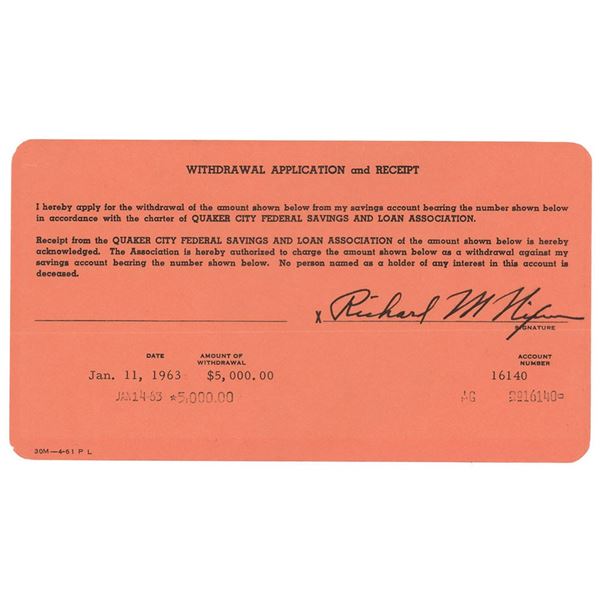 WITHDRAWAL APPLICATION and RECEIPT
I hereby apply for the withdrawal of the amount shown below from my savings account bearing the number shown below
in accordance with the charter of QUAKER CITY FEDERAL SAVINGS AND LOAN ASSOCIATION.
Receipt from the QUAKER CITY FEDERAL SAVINGS AND LOAN ASSOCIATION of the amount shown below is hereby
acknowledged. The Association is hereby authorized to charge the amount shown below as a withdrawal against my
savings account bearing the number shown below. No person named as a holder of any interest in this account is
deceased.
X Richard M Nixon
SIGNATURE
DATE AMOUNT OF WITHDRAWAL ACCOUNT NUMBER
Jan. 11, 1963 $5,000.00 16140
JAN 14-63 *5,000.00 AG
30M—4-61 P L